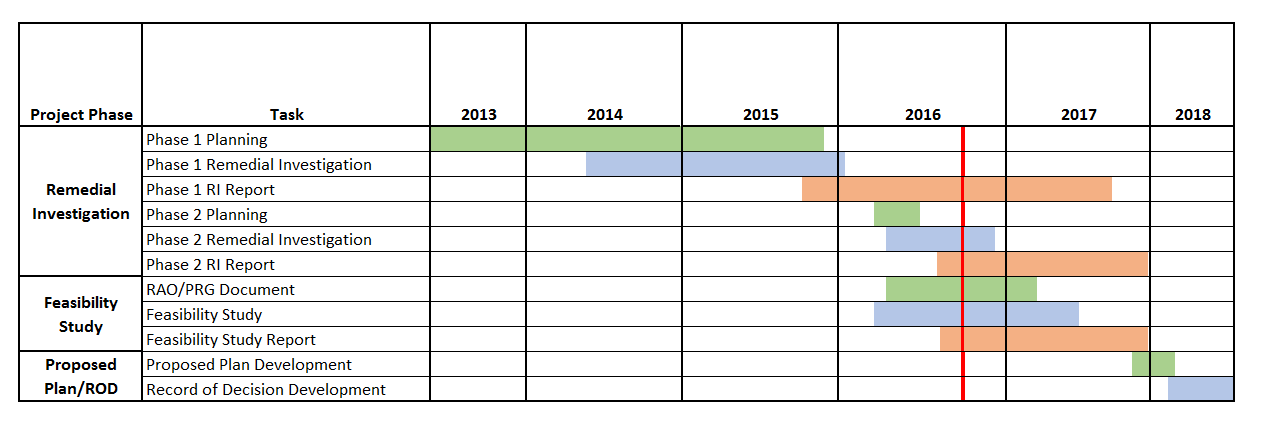 Project Phase Task 2013 2014 2015 2016 2017 2018
Remedial
Investigation
Phase 1 Planning
Phase 1 Remedial Investigation
Phase 1 RI Report
Phase 2 Planning
Phase 2 Remedial Investigation
Phase 2 RI Report
Feasibility
Study
RAO/PRG Document
Feasibility Study
Feasibility Study Report
Proposed
Plan/ROD
Proposed Plan Development
Record of Decision Development